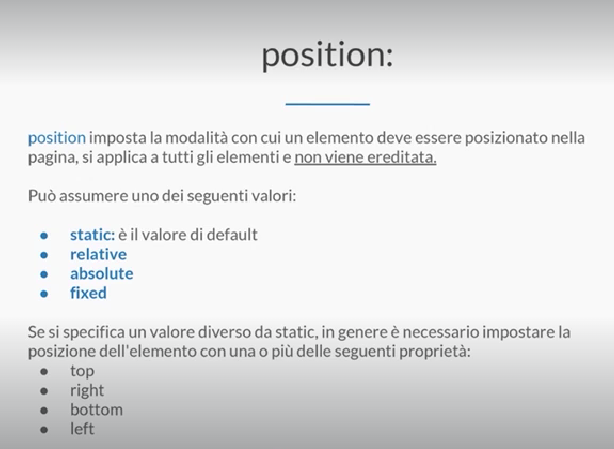 position:
position imposta la modalità con cui un elemento deve essere posizionato nella
pagina, si applica a tutti gli elementi e non viene ereditata.
Può assumere uno dei seguenti valori:
● static: è il valore di default
● relative
● absolute
● fixed
Se si specifica un valore diverso da static, in genere è necessario impostare la
posizione dell'elemento con una o più delle seguenti proprietà:
● top
● right
● bottom
● left